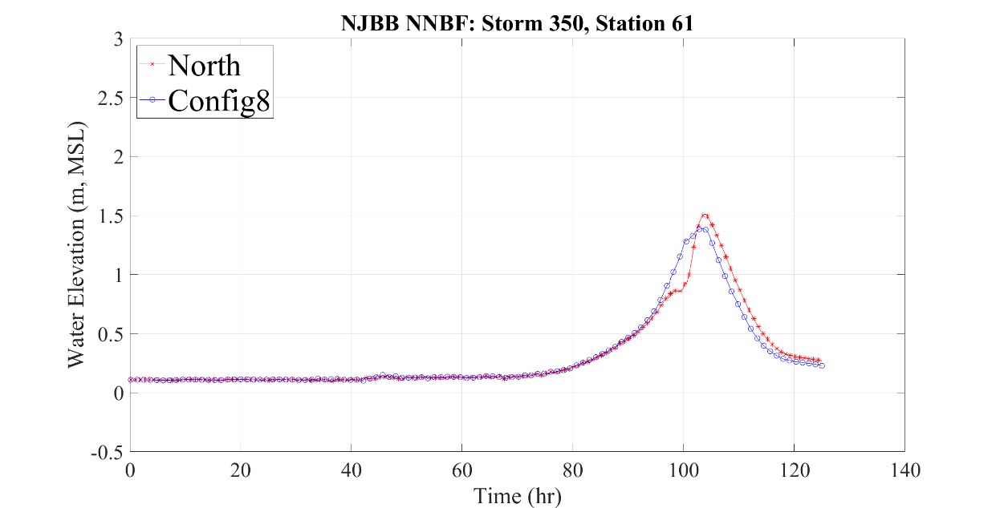 NJBB NNBF: Storm 350, Station 61
North
Config8
Water Elevation (m, MSL)
3
2.5
2
1.5
1
0.5
0
-0.5
0 20 40 60 80 100 120 140
Time (hr)